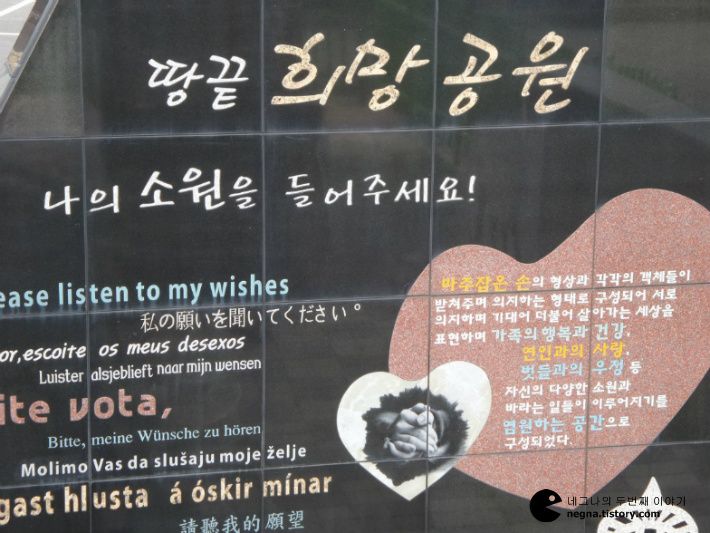 땅끝 희망공원
나의 소원을 들어주세요!
ease listen to my wishes
私の願いを聞いてください。
or, escoite os meus desexos
Luister alsjeblieft naar mijn wensen
ite vota,
Bitte, meine Wünsche zu hören
Molimo Vas da slušaju moje želje
gast hlusta á óskir mínar
請聽我的願望
마주잡은 손의 형상과 각각의 객체들이
받쳐주며 의지하는 형태로 구성되어 서로
의지하며 기대어 더불어 살아가는 세상을
표현하며 가족의 행복과 건강,
연인과의 사랑,
벗들과의 우정 등
자신의 다양한 소원과
바라는 일들이 이루어지기를
염원하는 공간으로
구성되었다.
네그나의 두번째 이야기
negna.tistory.com